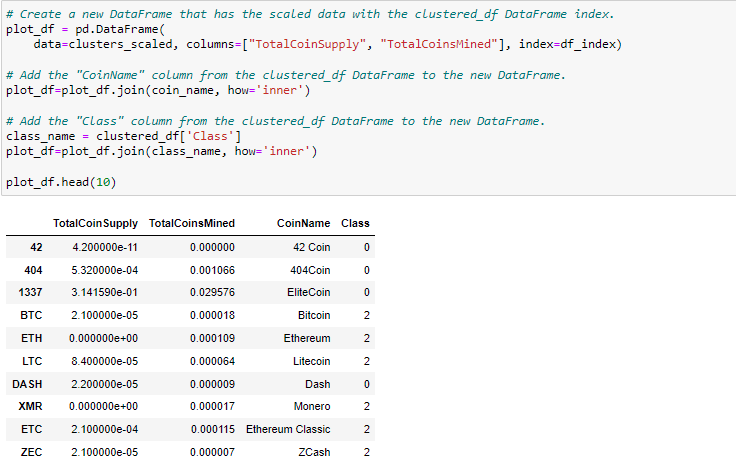 # Create a new DataFrame that has the scaled data with the clustered_df DataFrame index.
plot_df = pd.DataFrame(
    data=clusters_scaled, columns=["TotalCoinSupply", "TotalCoinsMined"], index=df_index)
# Add the "CoinName" column from the clustered_df DataFrame to the new DataFrame.
plot_df=plot_df.join(coin_name, how='inner')
# Add the "Class" column from the clustered_df DataFrame to the new DataFrame.
class_name = clustered_df['Class']
plot_df=plot_df.join(class_name, how='inner')
plot_df.head(10)
TotalCoinSupply TotalCoinsMined CoinName Class
42 4.200000e-11 0.000000 42 Coin 0
404 5.320000e-04 0.001066 404Coin 0
1337 3.141590e-01 0.029576 EliteCoin 0
BTC 2.100000e-05 0.000018 Bitcoin 2
ETH 0.000000e+00 0.000109 Ethereum 2
LTC 8.400000e-05 0.000064 Litecoin 2
DASH 2.200000e-05 0.000009 Dash 0
XMR 0.000000e+00 0.000017 Monero 2
ETC 2.100000e-04 0.000115 Ethereum Classic 2
ZEC 2.100000e-05 0.000007 ZCash 2